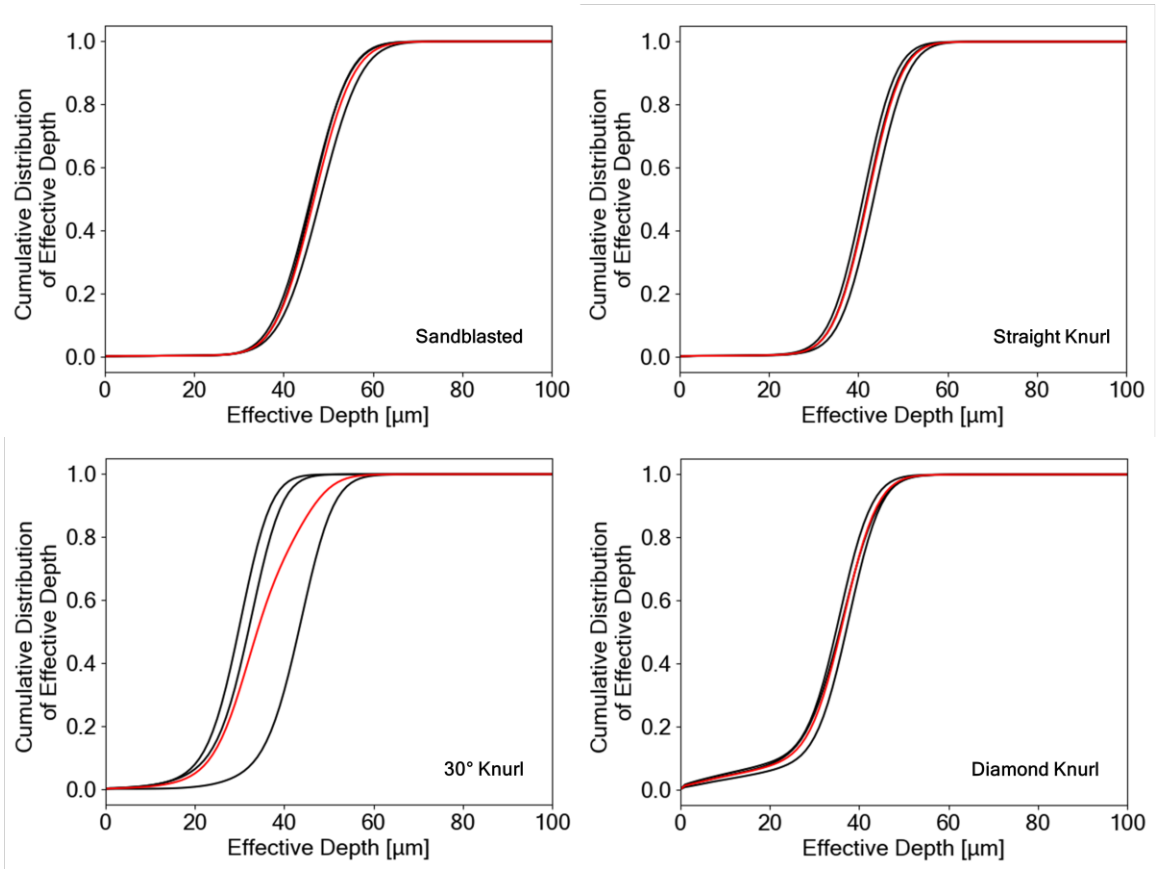 Cumulative Distribution
of Effective Depth
1.0
0.8
0.6
0.4
0.2
0.0
Sandblasted
0 20 40 60 80 100
Effective Depth [µm]
Cumulative Distribution
of Effective Depth
1.0
0.8
0.6
0.4
0.2
0.0
Straight Knurl
0 20 40 60 80 100
Effective Depth [µm]
Cumulative Distribution
of Effective Depth
1.0
0.8
0.6
0.4
0.2
0.0
30° Knurl
0 20 40 60 80 100
Effective Depth [µm]
Cumulative Distribution
of Effective Depth
1.0
0.8
0.6
0.4
0.2
0.0
Diamond Knurl
0 20 40 60 80 100
Effective Depth [µm]